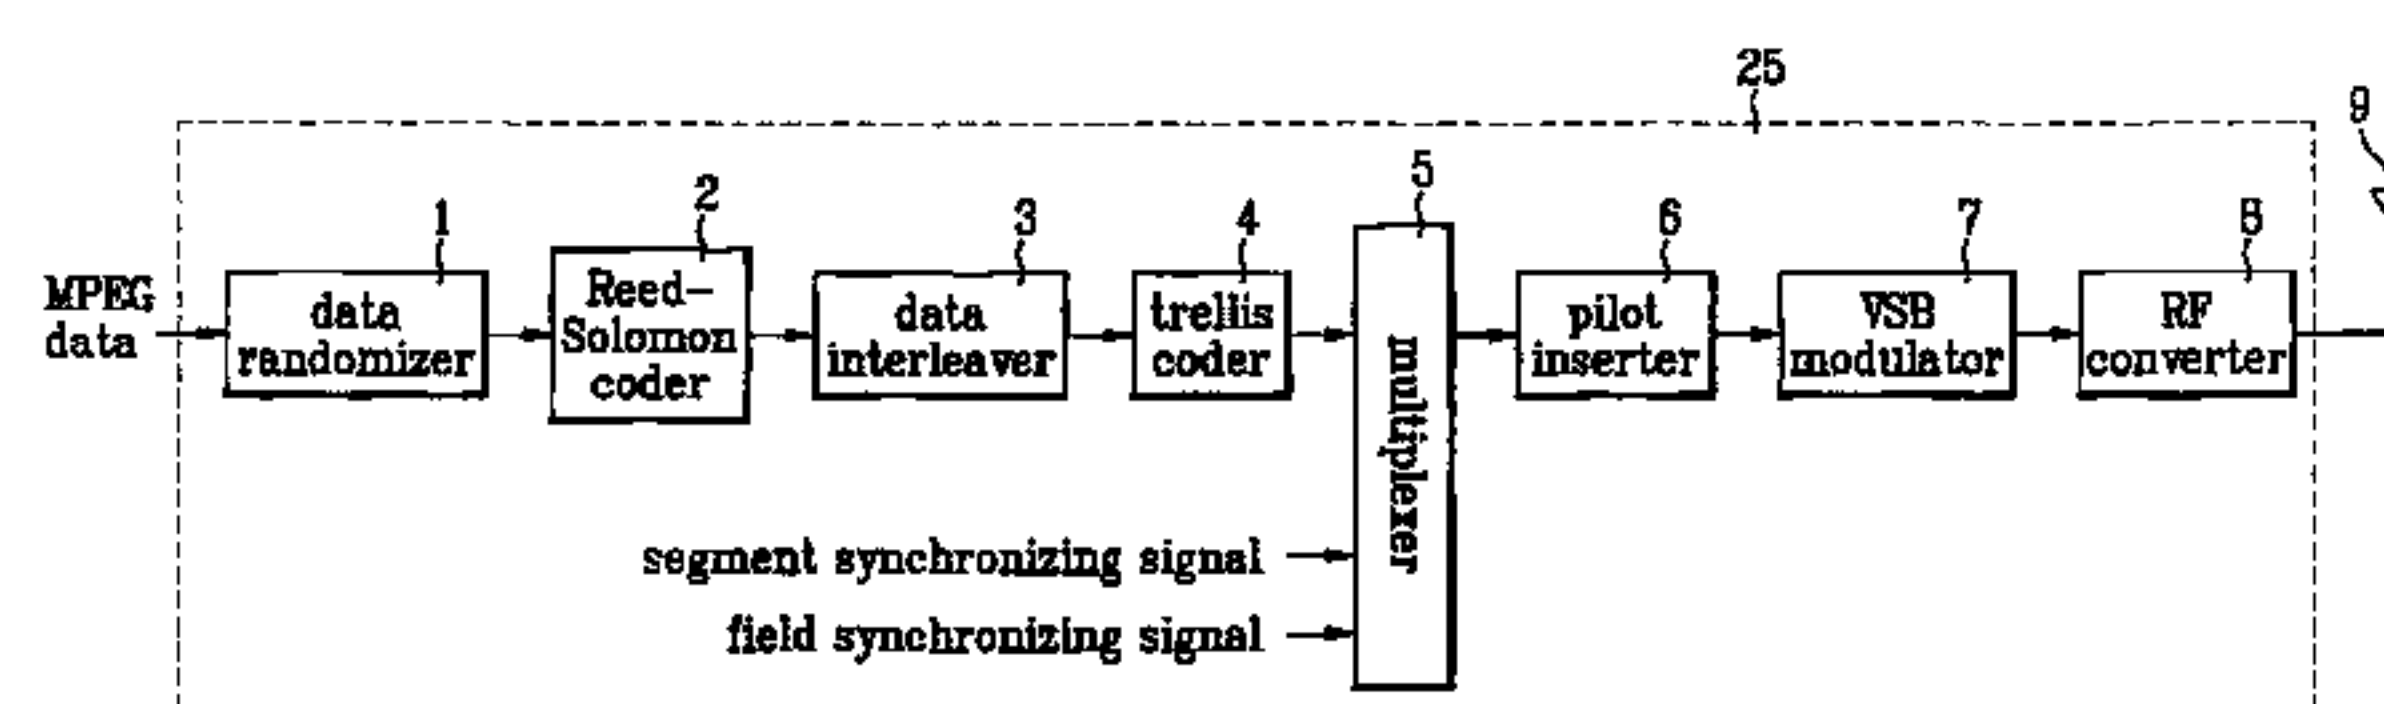 25
9
5
2
1
3
4
6
7
8
MPEG
data
data
randomizer
Reed-
Solomon
coder
data
interleaver
trellis
coder
multiplexer
pilot
inserter
VSB
modulator
RF
converter
segment synchronizing signal
field synchronizing signal